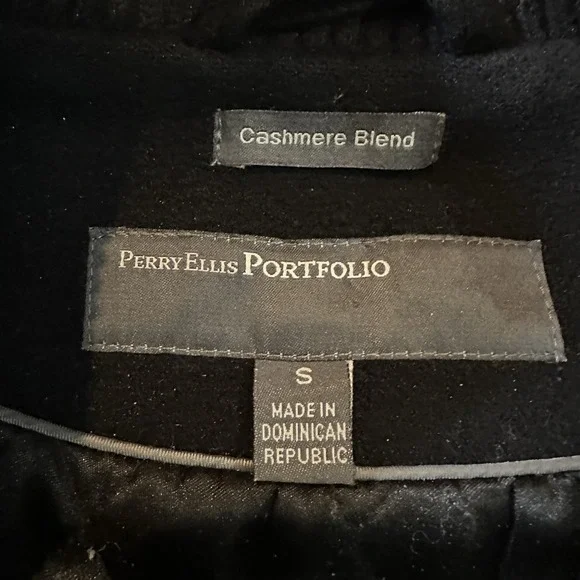 Cashmere Blend
PERRY ELLIS PORTFOLIO
S
MADE IN
DOMINICAN
REPUBLIC